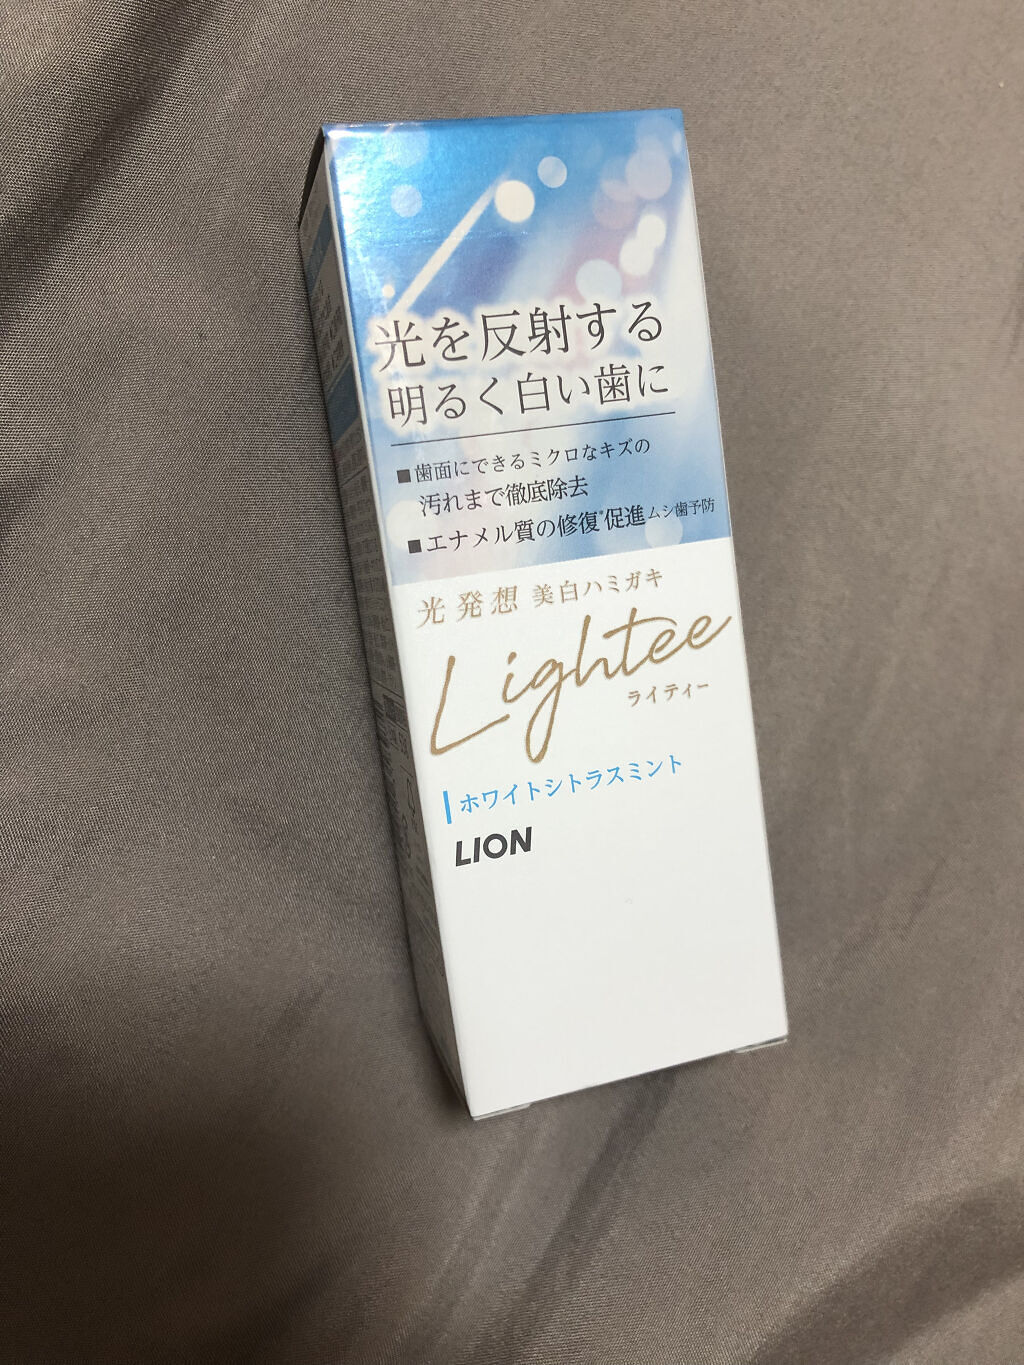 光を反射する
明るく白い歯に
■歯面にできるミクロなキズの
汚れまで徹底除去
■エナメル質の修復*促進ムシ歯予防
光発想 美白ハミガキ
Lightee
ライティー
ホワイトシトラスミント
LION